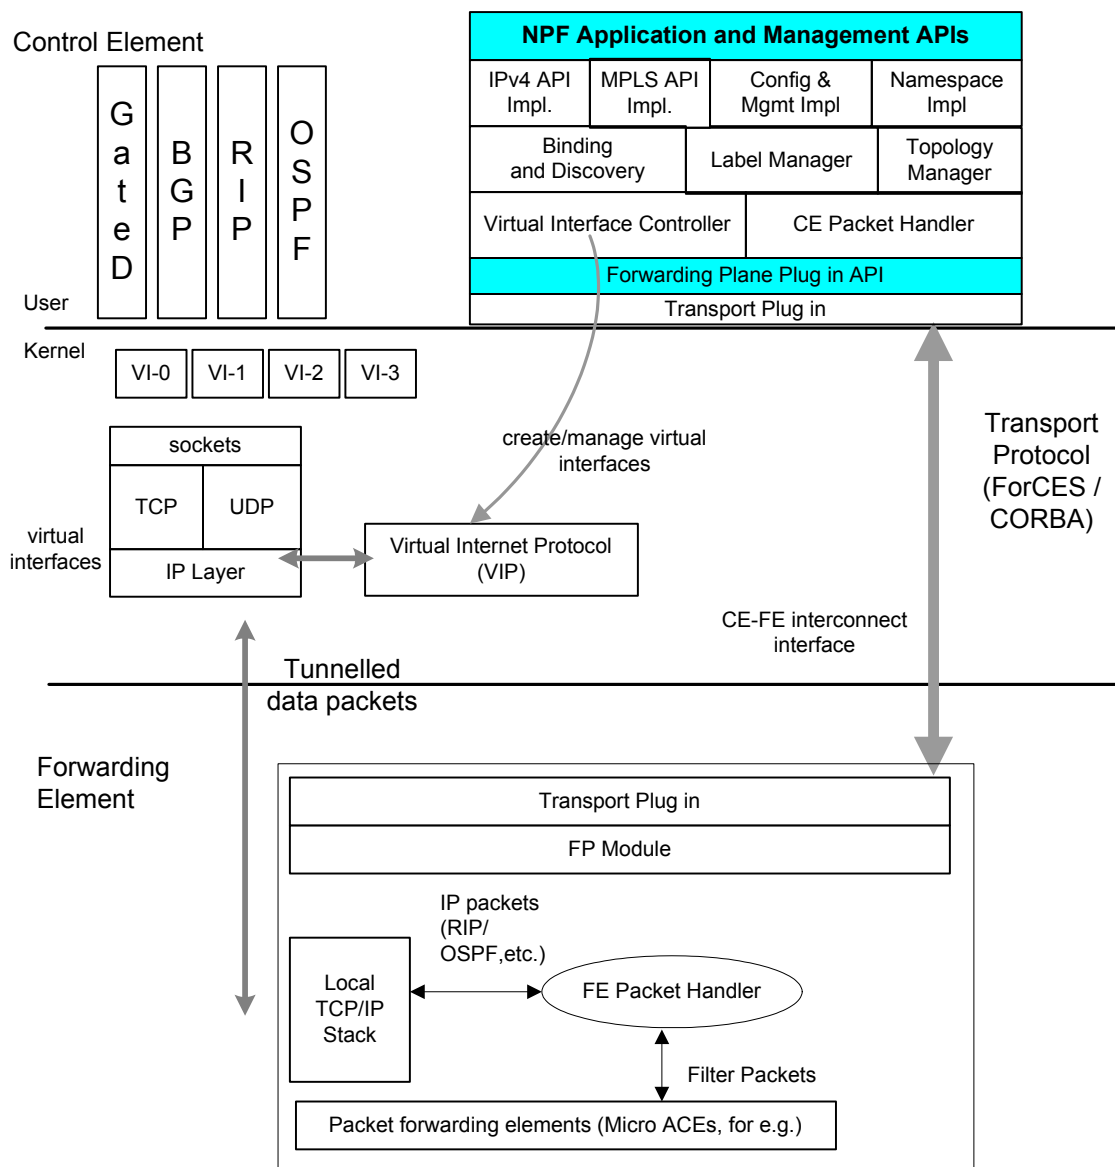 Control Element
GateD
BGP
RIP
OSPF
NPF Application and Management APIs
IPv4 API
Impl.
MPLS API
Impl.
Config &
Mgmt Impl
Namespace
Impl
Binding
and Discovery
Label Manager
Topology
Manager
Virtual Interface Controller
CE Packet Handler
Forwarding Plane Plug in API
Transport Plug in
User
Kernel
VI-0
VI-1
VI-2
VI-3
sockets
TCP
UDP
IP Layer
virtual
interfaces
create/manage virtual
interfaces
Virtual Internet Protocol
(VIP)
Transport
Protocol
(ForCES /
CORBA)
CE-FE interconnect
interface
Tunnelled
data packets
Forwarding
Element
Transport Plug in
FP Module
IP packets
(RIP/
OSPF,etc.)
Local
TCP/IP
Stack
FE Packet Handler
Filter Packets
Packet forwarding elements (Micro ACEs, for e.g.)